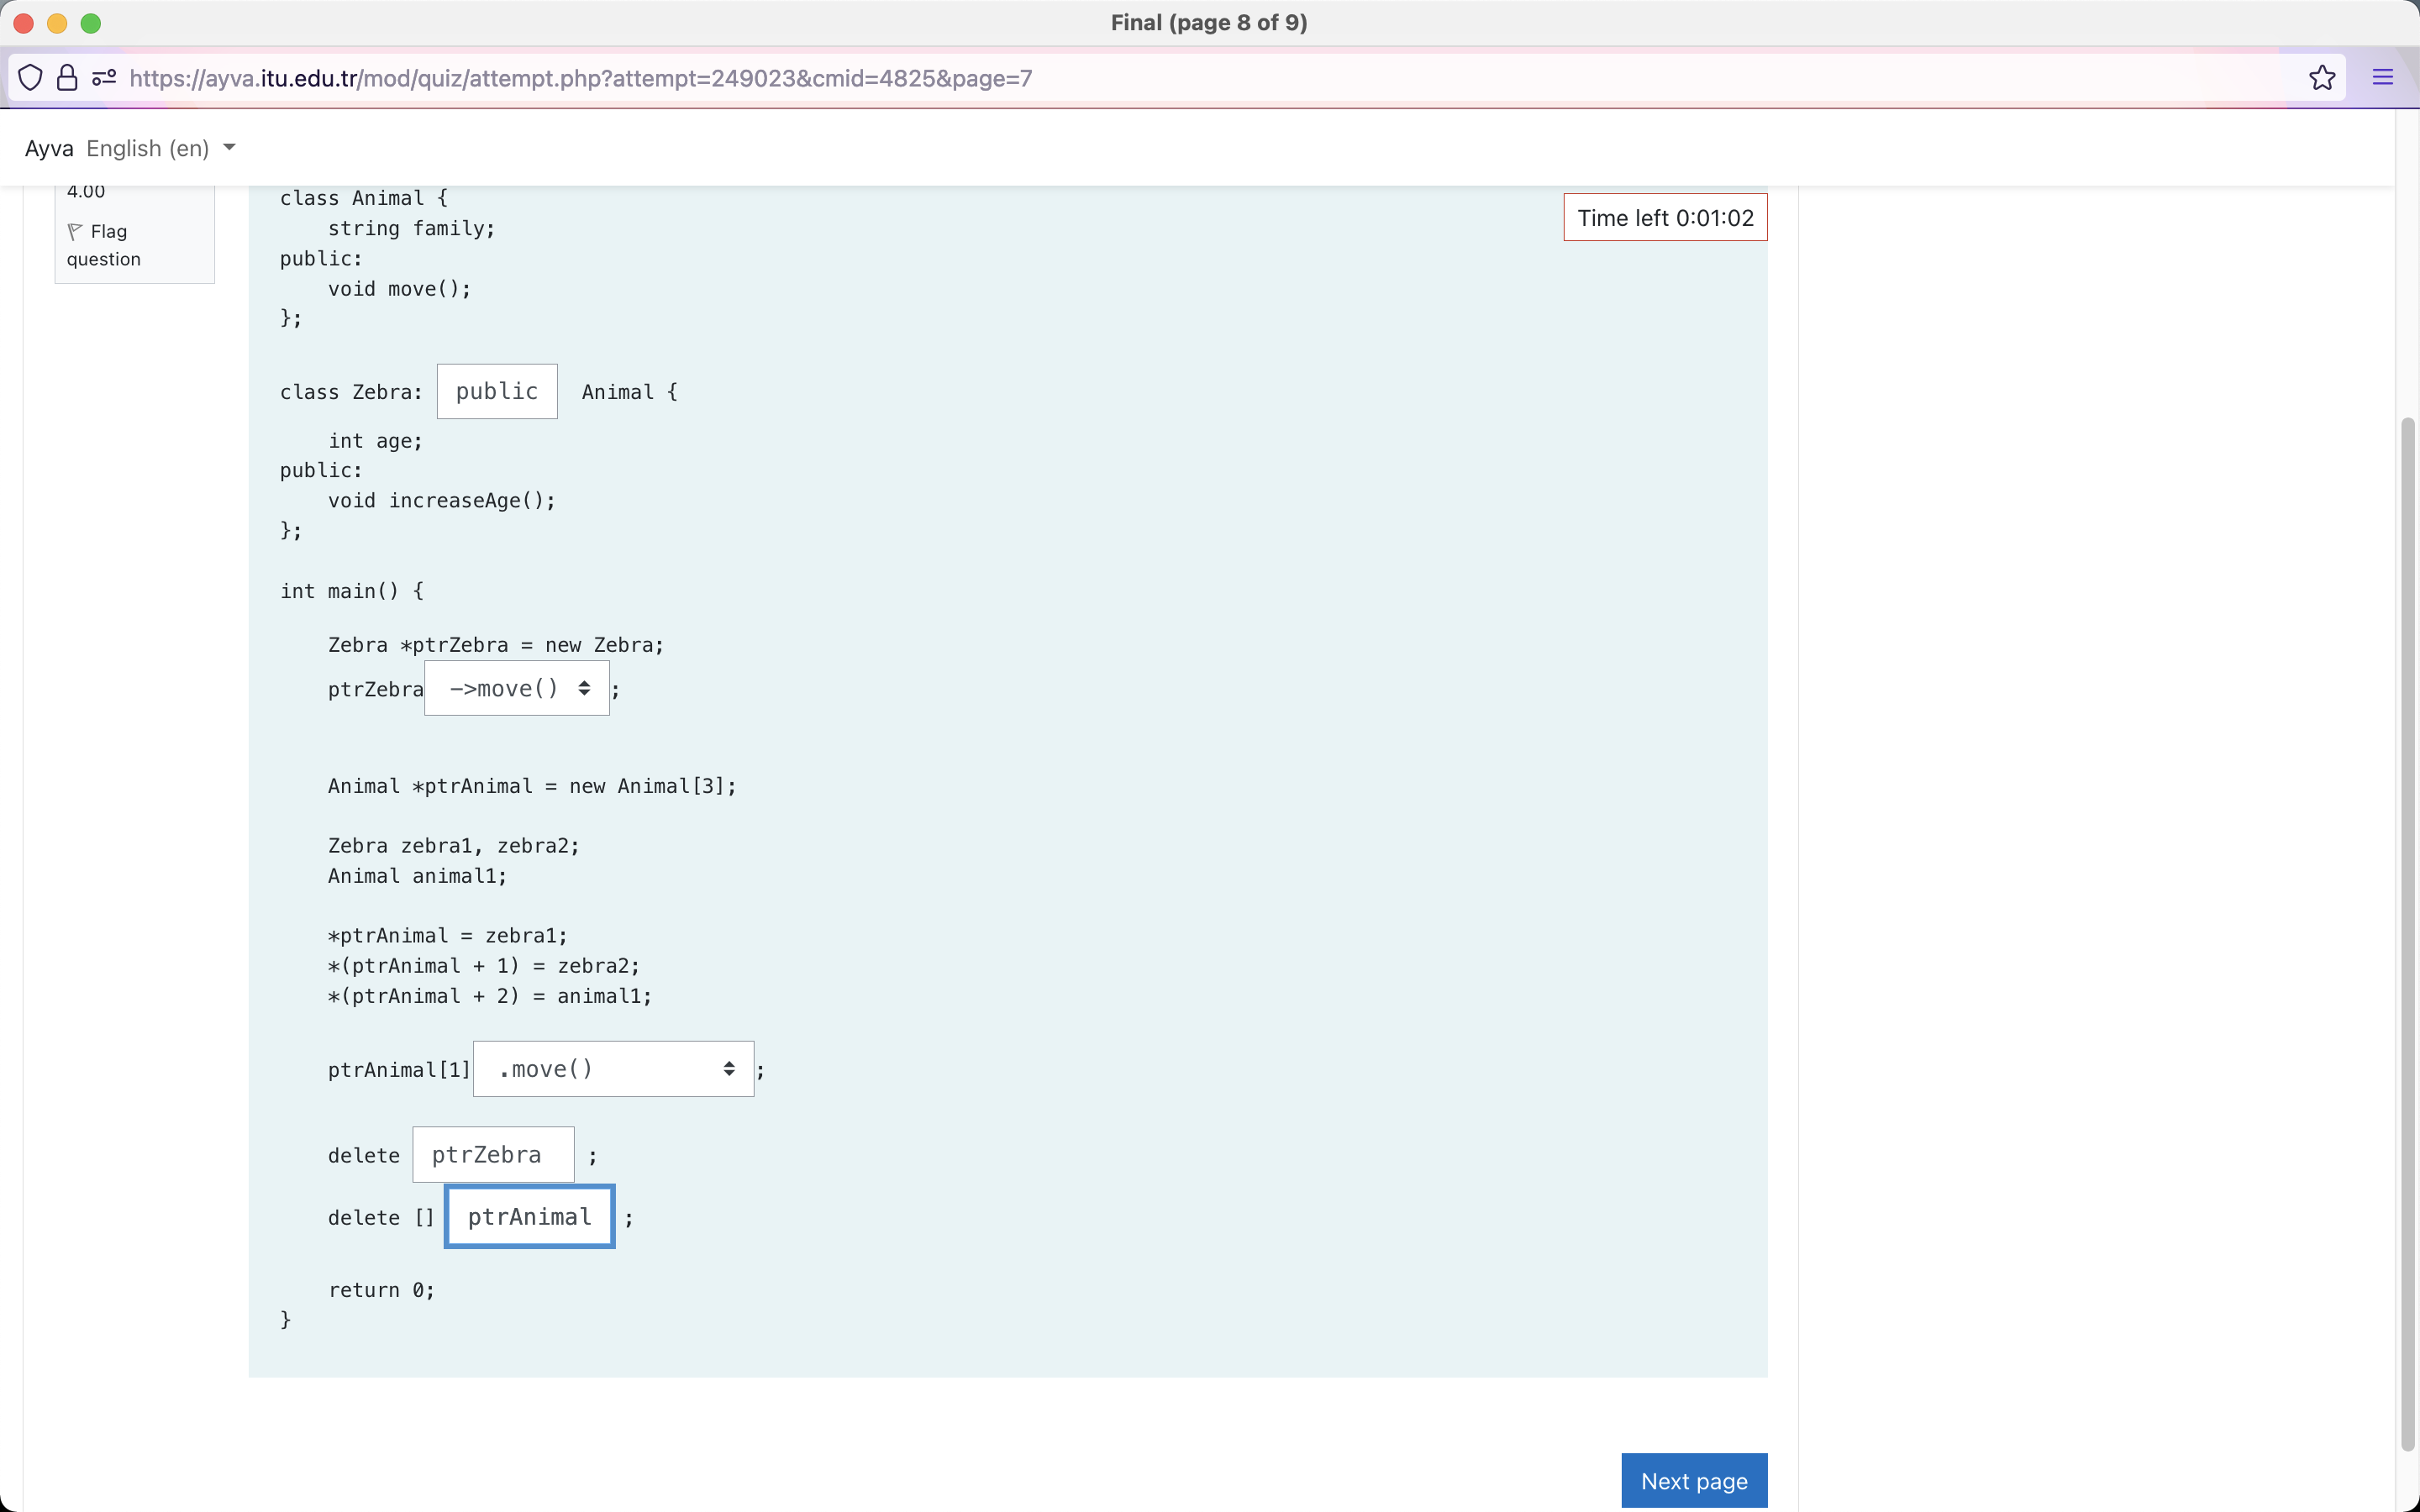 Final (page 8 of 9)
https://ayva.itu.edu.tr/mod/quiz/attempt.php?attempt=249023&cmid=4825&page=7
Ayva English (en)
4.00
Flag
question
Time left 0:01:02
class Animal {
    string family;
public:
    void move();
};
class Zebra: public Animal {
    int age;
public:
    void increaseAge();
};
int main() {
    Zebra *ptrZebra = new Zebra;
    ptrZebra ->move() ;
    Animal *ptrAnimal = new Animal[3];
    Zebra zebra1, zebra2;
    Animal animal1;
    *ptrAnimal = zebra1;
    *(ptrAnimal + 1) = zebra2;
    *(ptrAnimal + 2) = animal1;
    ptrAnimal[1] .move() ;
    delete ptrZebra ;
    delete [] ptrAnimal ;
    return 0;
}
Next page